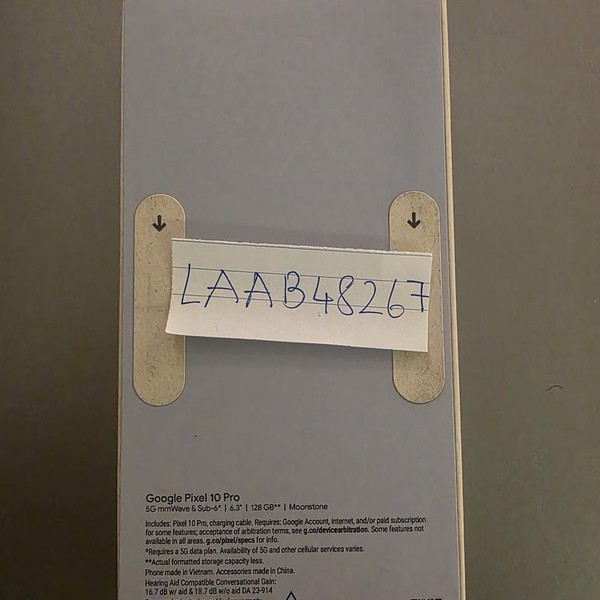 LAAB48267
Google Pixel 10 Pro
5G mmWave & Sub-6* | 6.3" | 128 GB** | Moonstone
Includes: Pixel 10 Pro, charging cable. Requires: Google Account, internet, and/or paid subscription
for some features; acceptance of arbitration terms, see g.co/devicearbitration. Some features not
available in all areas. g.co/pixel/specs for info.
*Requires a 5G data plan. Availability of 5G and other cellular services varies.
**Actual formatted storage capacity less.
Phone made in Vietnam. Accessories made in China.
Hearing Aid Compatible Conversational Gain:
16.7 dB w/ aid & 18.7 dB w/o aid DA 23-914